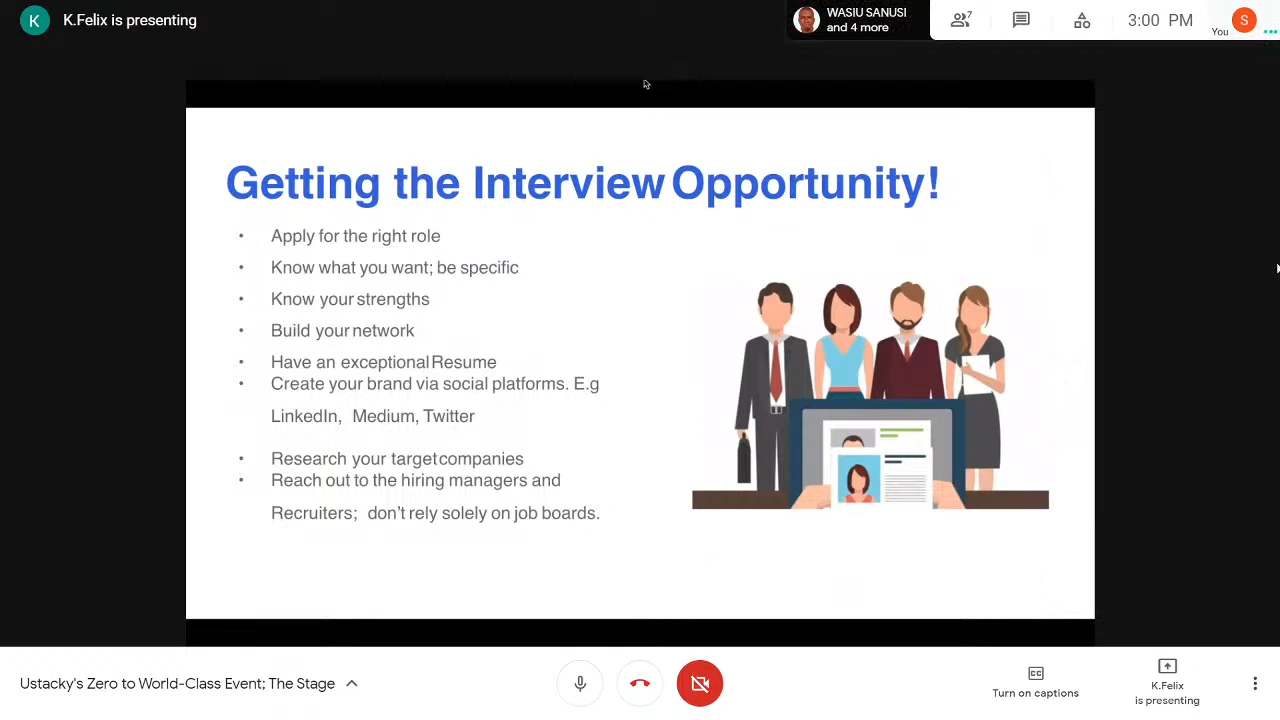 K
K.Felix is presenting
WASIU SANUSI
and 4 more
7
3:00 PM
You
S
Getting the Interview Opportunity!
• Apply for the right role
• Know what you want; be specific
• Know your strengths
• Build your network
• Have an exceptional Resume
• Create your brand via social platforms. E.g
LinkedIn, Medium, Twitter
• Research your target companies
• Reach out to the hiring managers and
Recruiters; don't rely solely on job boards.
Ustacky's Zero to World-Class Event; The Stage
CC
Turn on captions
K.Felix
is presenting